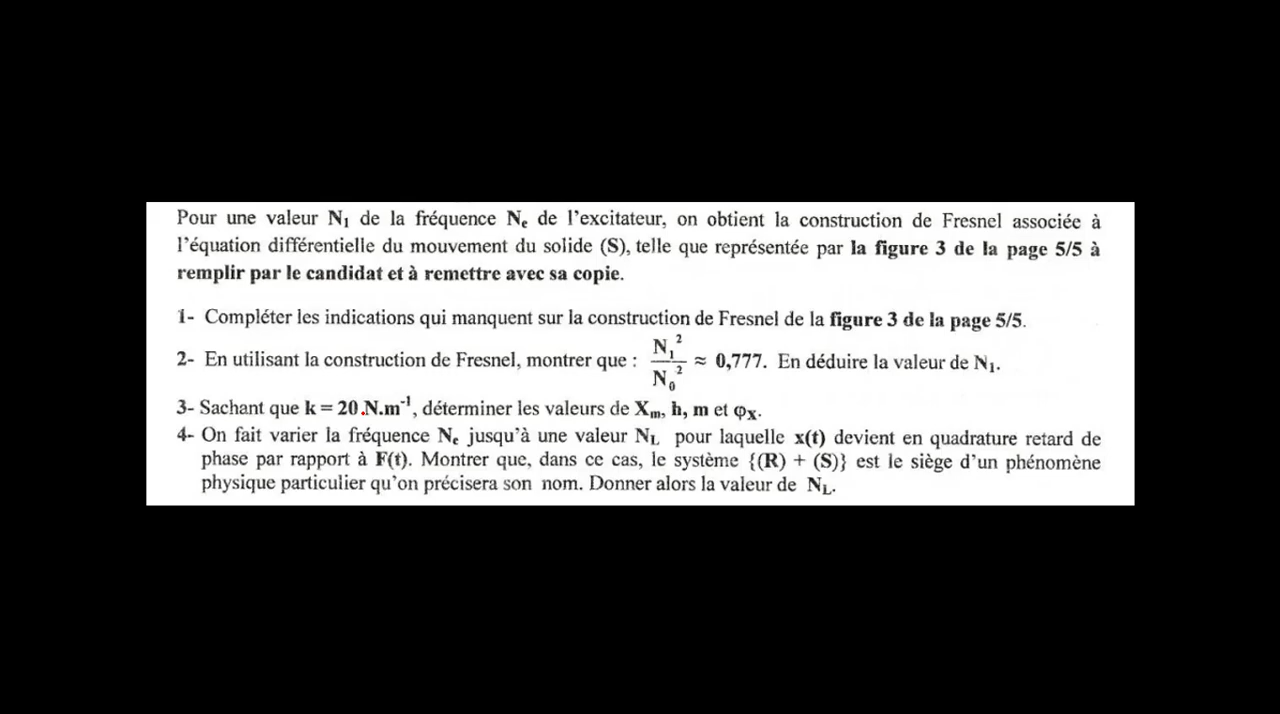 Pour une valeur N₁ de la fréquence Nₑ de l'excitateur, on obtient la construction de Fresnel associée à
l'équation différentielle du mouvement du solide (S), telle que représentée par la figure 3 de la page 5/5 à
remplir par le candidat et à remettre avec sa copie.
1- Compléter les indications qui manquent sur la construction de Fresnel de la figure 3 de la page 5/5.
2- En utilisant la construction de Fresnel, montrer que : N₁²/N₀² ≈ 0,777. En déduire la valeur de N₁.
3- Sachant que k = 20 N.m⁻¹, déterminer les valeurs de Xₘ, h, m et φₓ.
4- On fait varier la fréquence Nₑ jusqu'à une valeur N_L pour laquelle x(t) devient en quadrature retard de
phase par rapport à F(t). Montrer que, dans ce cas, le système {(R) + (S)} est le siège d'un phénomène
physique particulier qu'on précisera son nom. Donner alors la valeur de N_L.